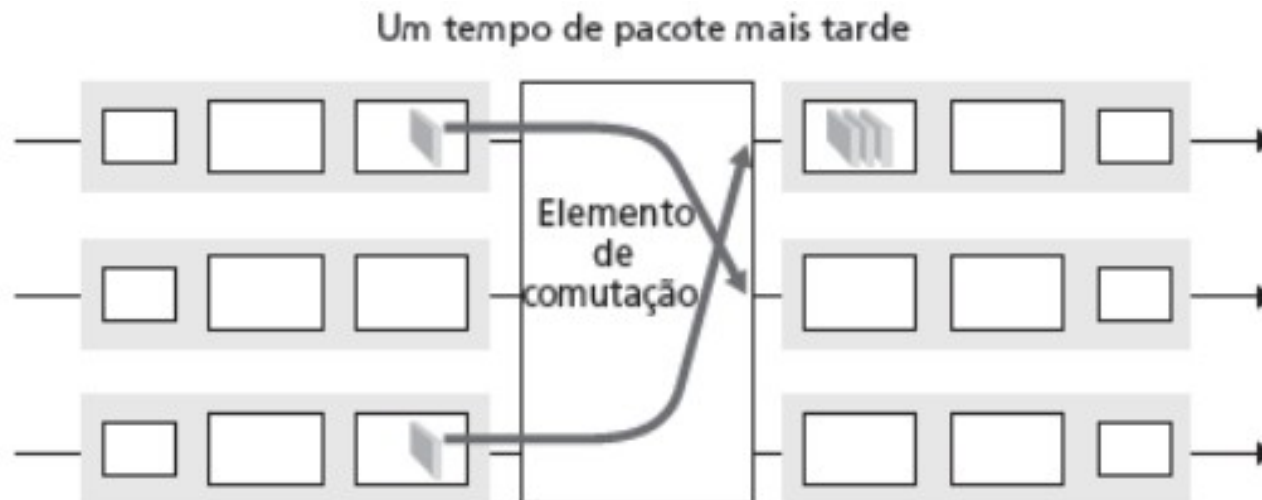 Um tempo de pacote mais tarde
Elemento
de
comutação